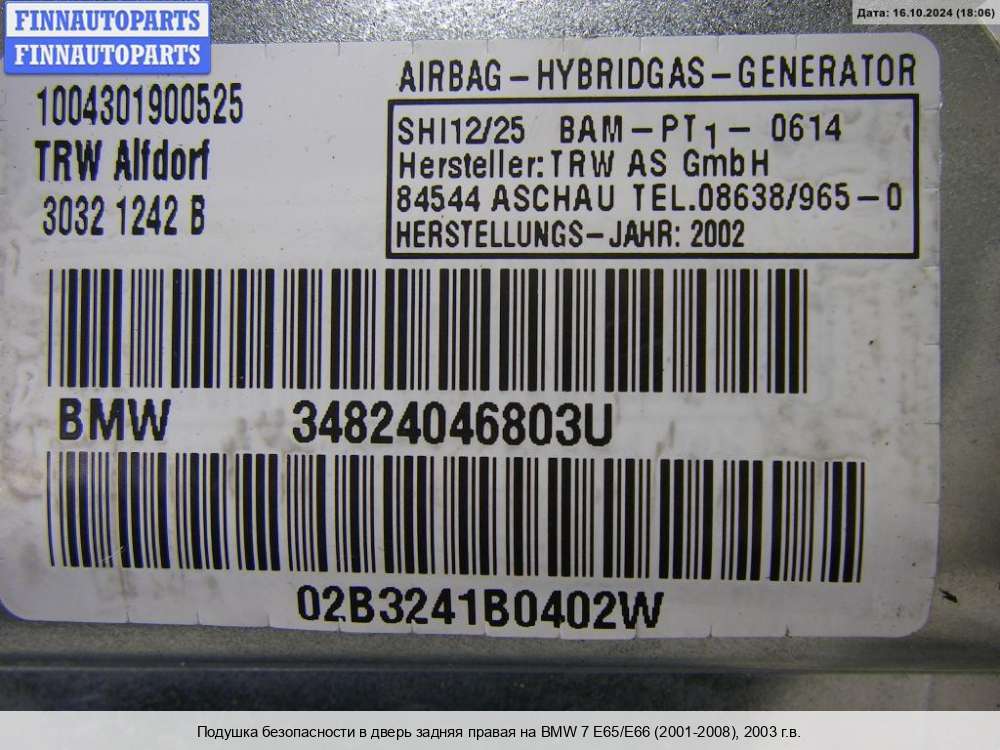 FINNAUTOPARTS
FINNAUTOPARTS
Дата: 16.10.2024 (18:06)
1004301900525
TRW Alfdorf
3032 1242 B
AIRBAG-HYBRIDGAS-GENERATOR
SHI12/25 BAM-PT1-0614
Hersteller: TRW AS GmbH
84544 ASCHAU TEL.08638/965-0
HERSTELLUNGS-JAHR: 2002
BMW 34824046803U
02B3241B0402W
Подушка безопасности в дверь задняя правая на BMW 7 E65/E66 (2001-2008), 2003 г.в.